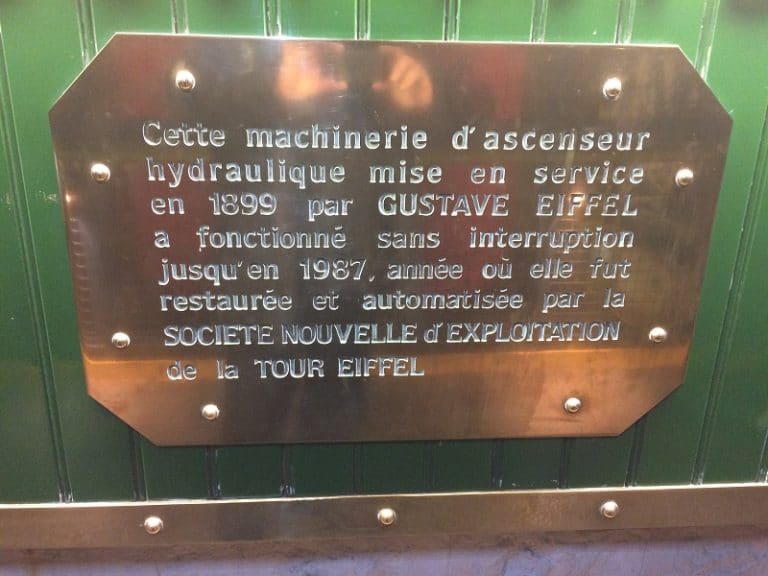 Cette machinerie d'ascenseur
hydraulique mise en service
en 1899 par GUSTAVE EIFFEL
a fonctionné sans interruption
jusqu'en 1987, année où elle fut
restaurée et automatisée par la
SOCIETE NOUVELLE d'EXPLOITATION
de la TOUR EIFFEL